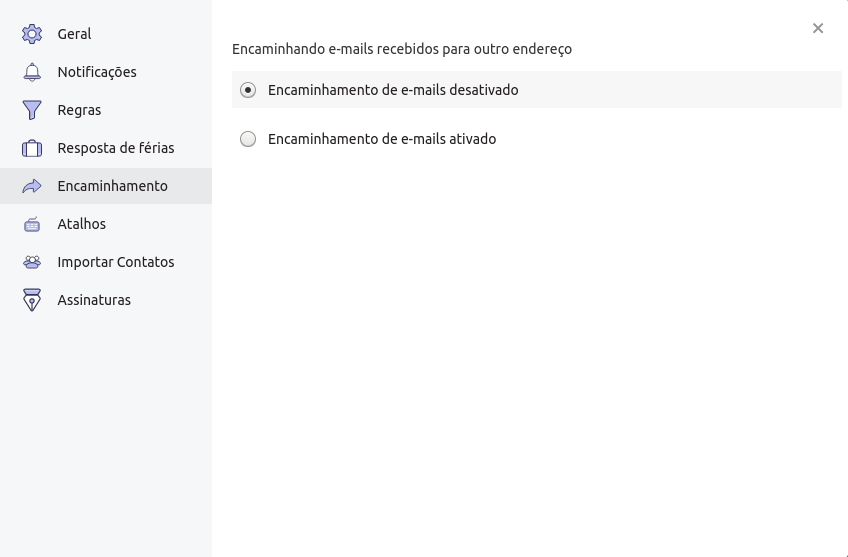 Geral
Notificações
Regras
Resposta de férias
Encaminhamento
Atalhos
Importar Contatos
Assinaturas
Encaminhando e-mails recebidos para outro endereço
Encaminhamento de e-mails desativado
Encaminhamento de e-mails ativado